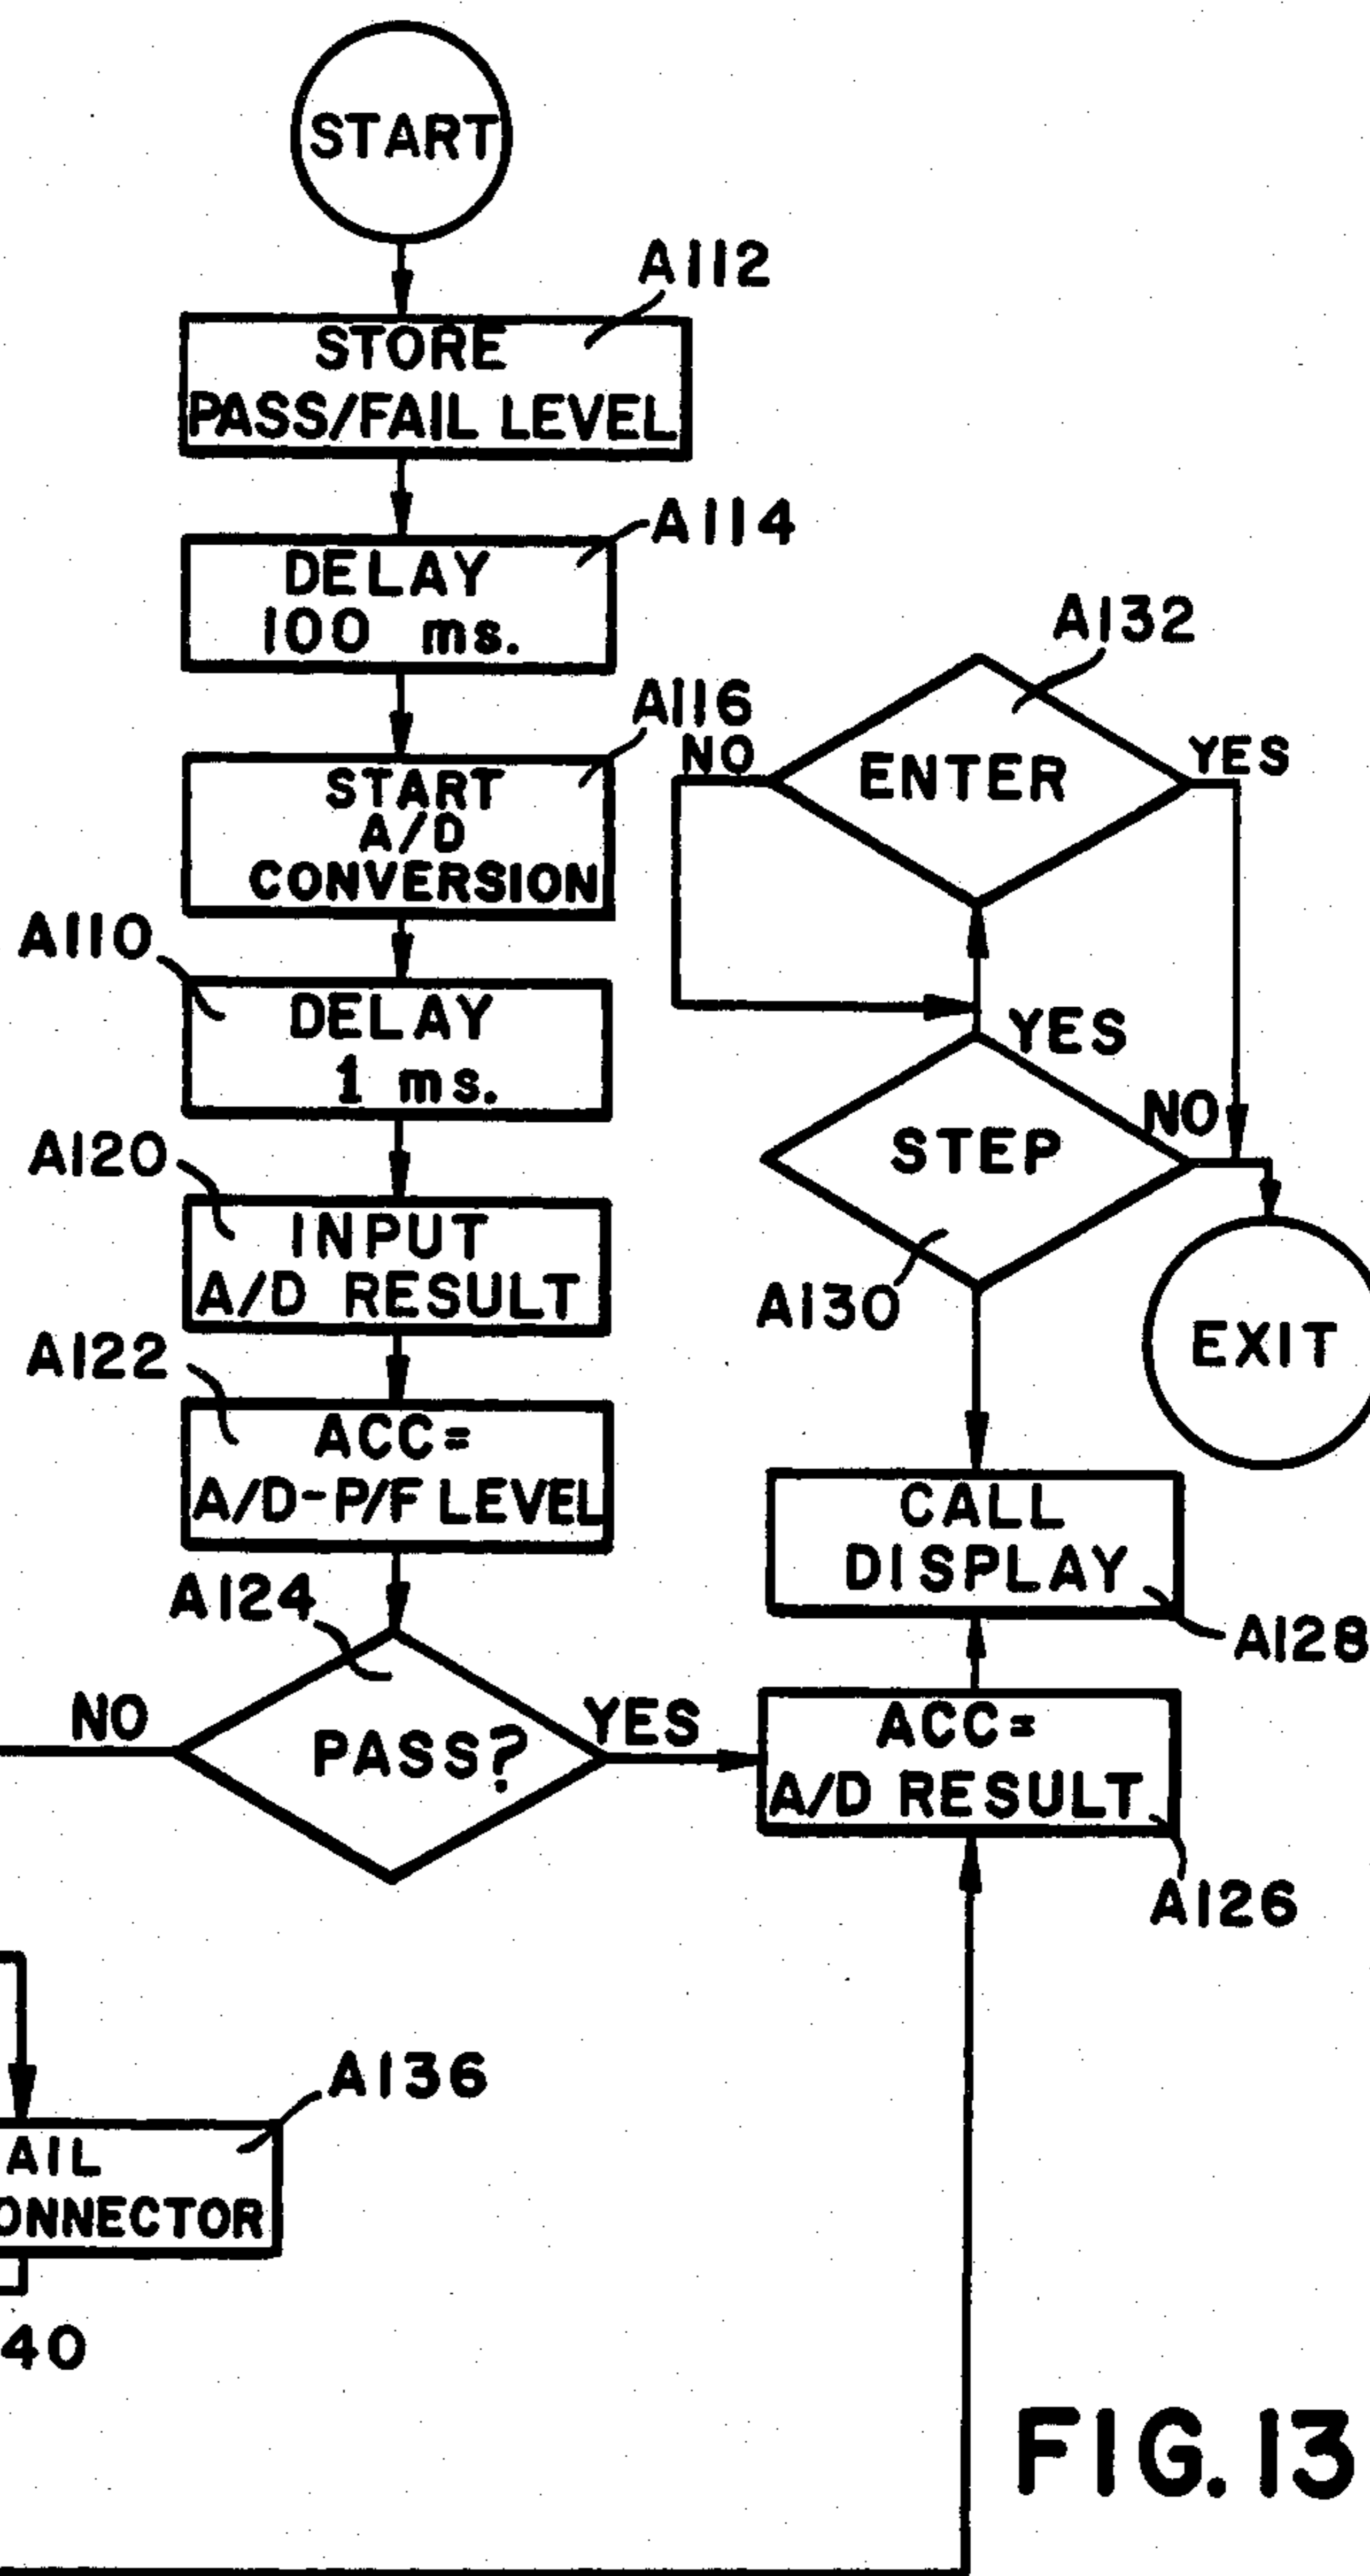 START
A112
STORE
PASS/FAIL LEVEL
A114
DELAY
100 ms.
A116
START
A/D
CONVERSION
A110
DELAY
1 ms.
A120
INPUT
A/D RESULT
A122
ACC=
A/D-P/F LEVEL
A124
NO
PASS?
YES
A132
NO
ENTER
YES
YES
NO
STEP
A130
EXIT
CALL
DISPLAY
A128
ACC=
A/D RESULT
A126
A136
AIL
ONNECTOR
40
FIG. 13